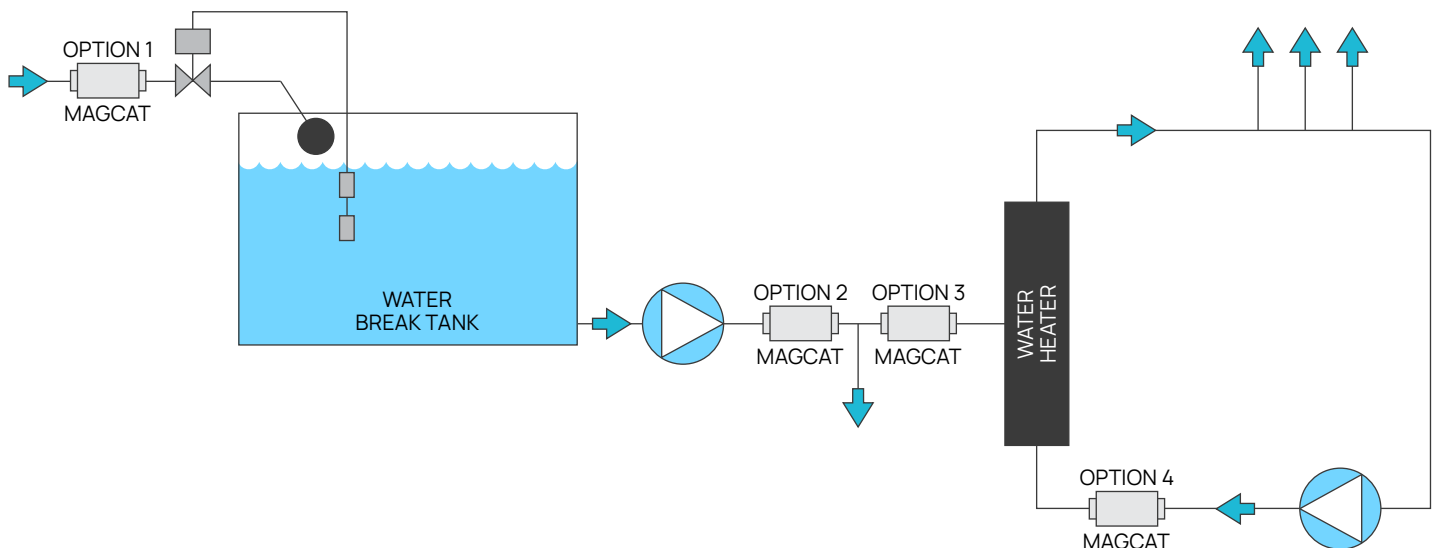 OPTION 1
MAGCAT
WATER
BREAK TANK
OPTION 2
MAGCAT
OPTION 3
MAGCAT
WATER
HEATER
OPTION 4
MAGCAT